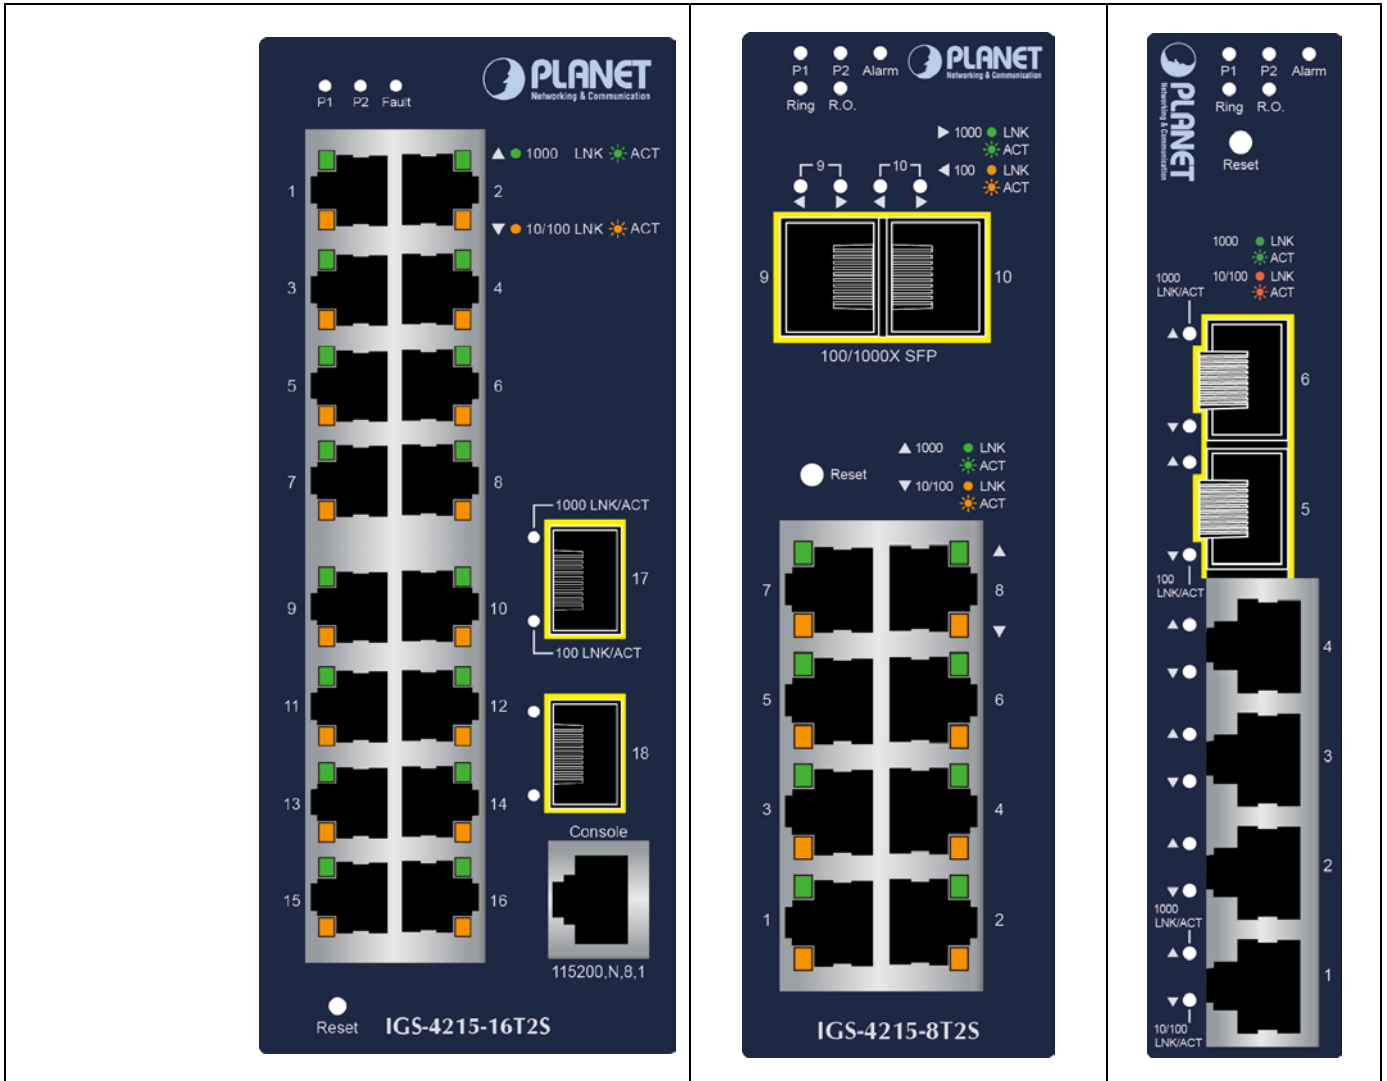 PLANET
Networking & Communication
P1 P2 Fault
1000 LNK ACT
1 2
10/100 LNK ACT
3 4
5 6
7 8
1000 LNK/ACT
17
9 10
100 LNK/ACT
11 12
18
13 14
Console
15 16
115200,N,8,1
Reset
IGS-4215-16T2S
P1 P2 Alarm
PLANET
Networking & Communication
Ring R.O.
1000 LNK
ACT
9 10
100 LNK
ACT
9 10
100/1000X SFP
1000 LNK
ACT
Reset
10/100 LNK
ACT
7 8
5 6
3 4
1 2
IGS-4215-8T2S
PLANET
Networking & Communication
P1 P2 Alarm
Ring R.O.
Reset
1000 LNK
ACT
10/100 LNK
ACT
1000
LNK/ACT
6
5
100
LNK/ACT
4
3
2
1000
LNK/ACT
1
10/100
LNK/ACT